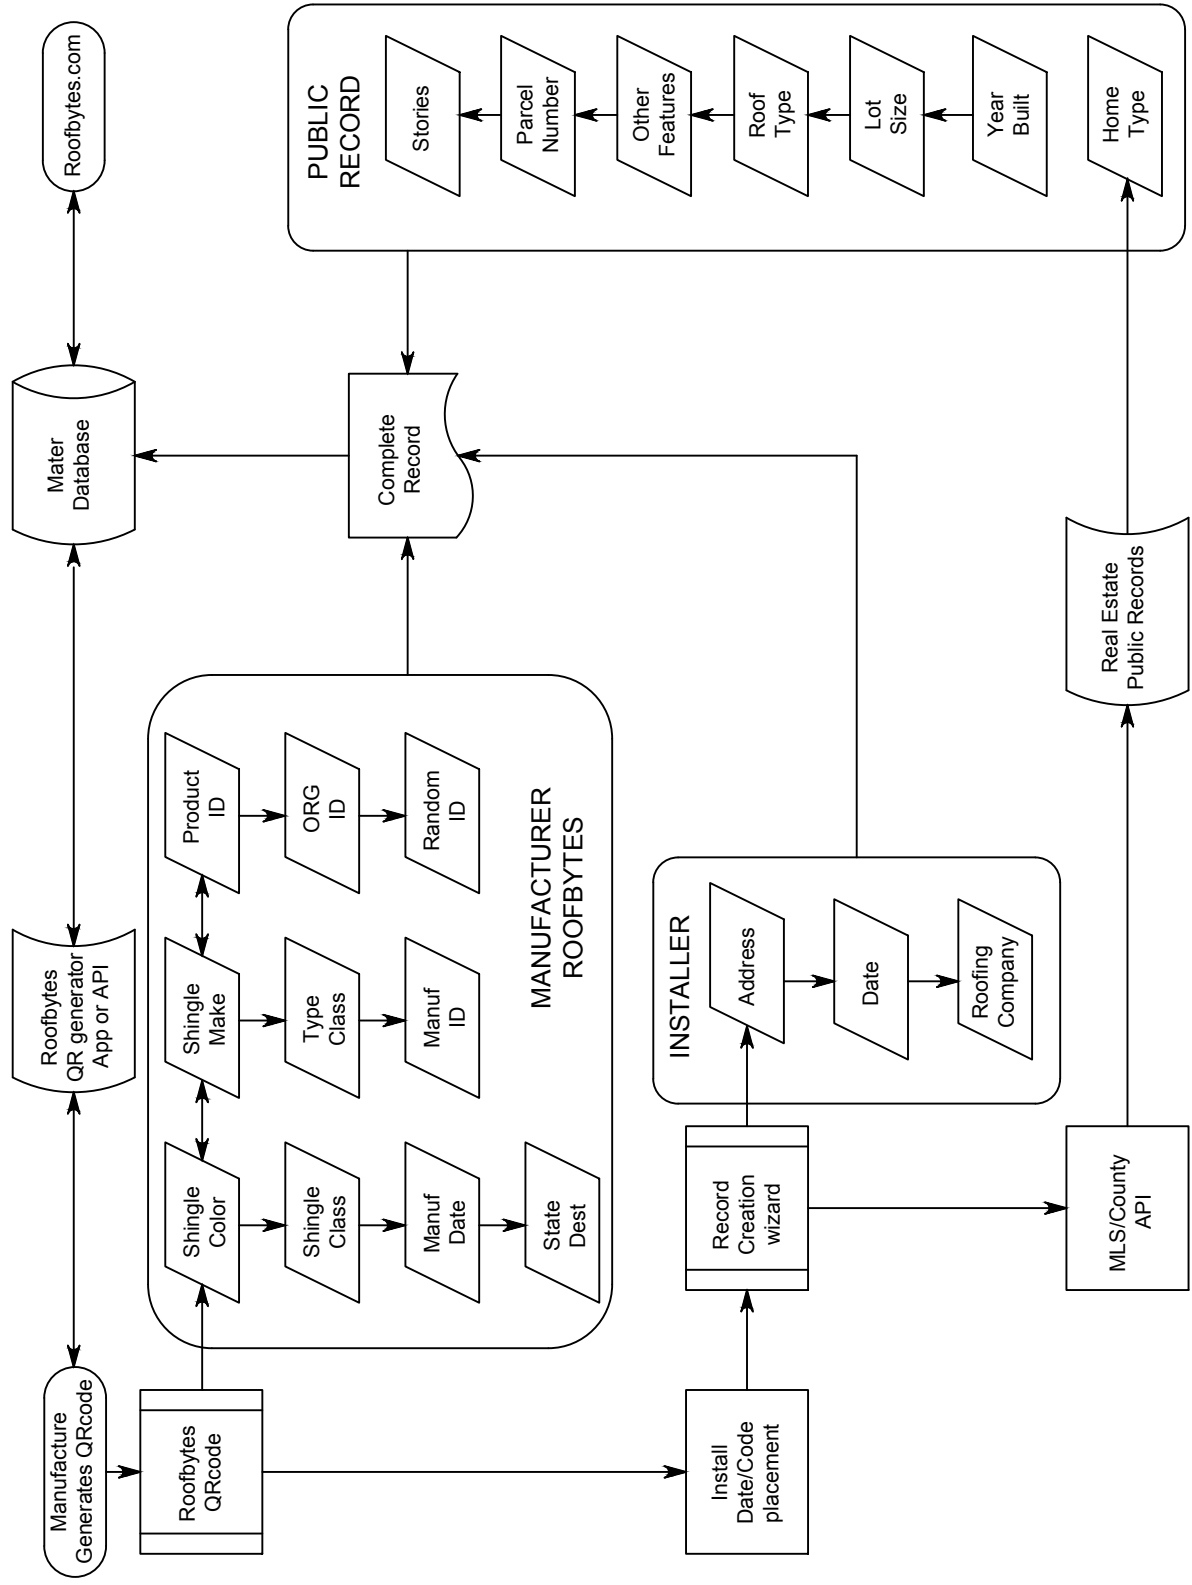 Manufacture
Generates QRcode
Roofbytes
QR generator
App or API
Mater
Database
Roofbytes.com
Roofbytes
QRcode
Shingle
Color
Shingle
Make
Product
ID
Shingle
Class
Type
Class
ORG
ID
Manuf
Date
Manuf
ID
Random
ID
State
Dest
MANUFACTURER
ROOFBYTES
Complete
Record
PUBLIC
RECORD
Stories
Parcel
Number
Other
Features
Roof
Type
Lot
Size
Year
Built
Home
Type
Install
Date/Code
placement
Record
Creation
wizard
INSTALLER
Address
Date
Roofing
Company
MLS/County
API
Real Estate
Public Records